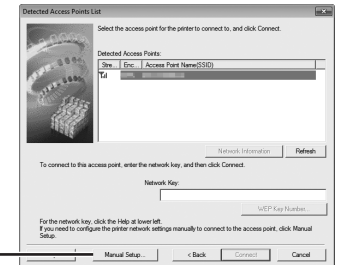 Detected Access Points List
Select the access point for the printer to connect to, and click Connect.
Detected Access Points:
Stre... Enc... Access Point Name(SSID)
Network Information Refresh
To connect to this access point, enter the network key, and then click Connect.
Network Key:
WEP Key Number...
For the network key, click the Help at lower left.
If you need to configure the printer network settings manually to connect to the access point, click Manual
Setup.
Manual Setup... < Back Connect Cancel